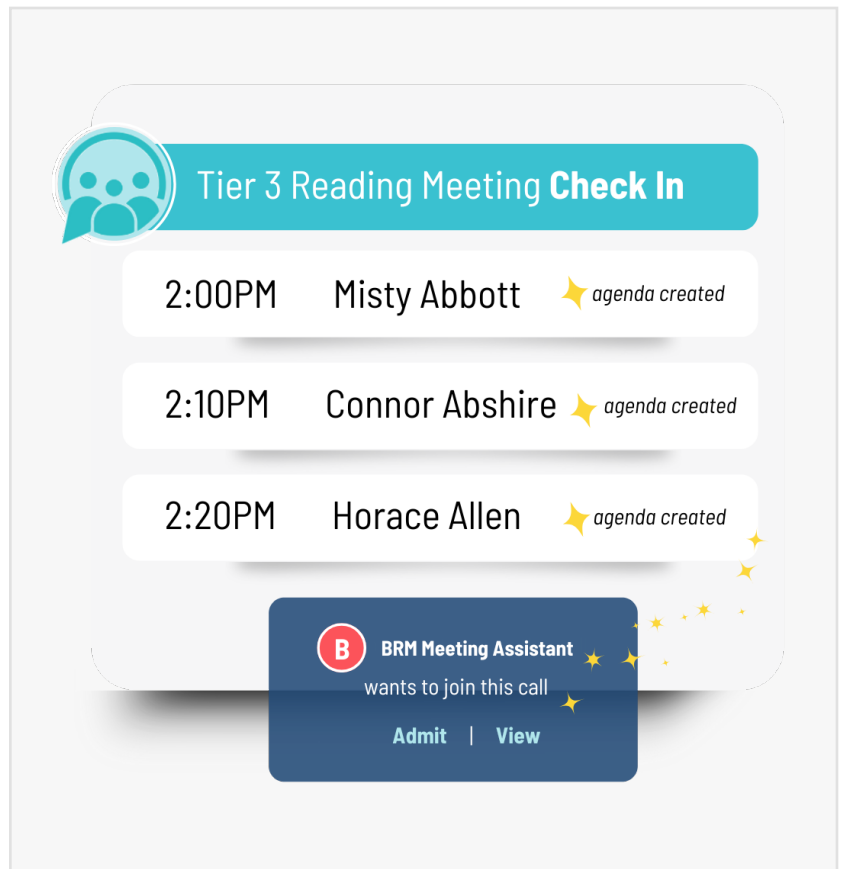 Tier 3 Reading Meeting Check In
2:00PM Misty Abbott agenda created
2:10PM Connor Abshire agenda created
2:20PM Horace Allen agenda created
B BRM Meeting Assistant
wants to join this call
Admit | View